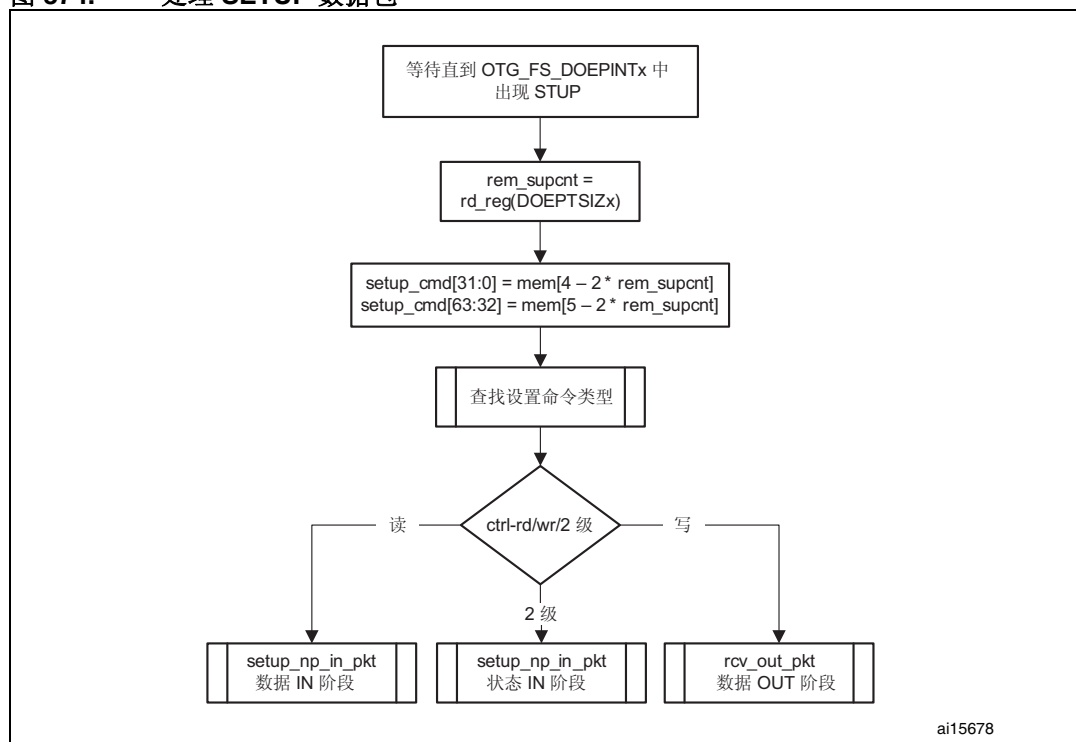 等待直到 OTG_FS_DOEPINTx 中
出现 STUP
rem_supcnt =
rd_reg(DOEPTSIZx)
setup_cmd[31:0] = mem[4 – 2 * rem_supcnt]
setup_cmd[63:32] = mem[5 – 2 * rem_supcnt]
查找设置命令类型
读
ctrl-rd/wr/2 级
写
2 级
setup_np_in_pkt
数据 IN 阶段
setup_np_in_pkt
状态 IN 阶段
rcv_out_pkt
数据 OUT 阶段
ai15678